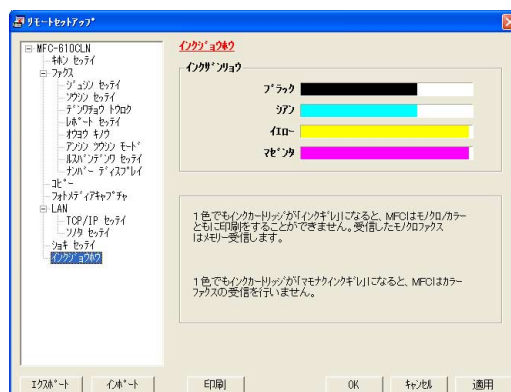 ﾘﾓｰﾄｾｯﾄｱｯﾌﾟ
MFC-610CLN
ｷﾎﾝ ｾｯﾃｲ
ﾌｧｸｽ
ｼﾞｭｼﾝ ｾｯﾃｲ
ｿｳｼﾝ ｾｯﾃｲ
ﾃﾞﾝﾜﾁｮｳ ﾄｳﾛｸ
ﾚﾎﾟｰﾄ ｾｯﾃｲ
ｵｳﾖｳ ｷﾉｳ
ｱﾝｼﾝ ﾂｳｼﾝ ﾓｰﾄﾞ
ﾙｽﾊﾞﾝﾃﾞﾝﾜ ｾｯﾃｲ
ﾅﾝﾊﾞｰ ﾃﾞｨｽﾌﾟﾚｲ
ｺﾋﾟｰ
ﾌｫﾄﾒﾃﾞｨｱｷｬﾌﾟﾁｬ
LAN
TCP/IP ｾｯﾃｲ
ｿﾉﾀ ｾｯﾃｲ
ｼｮｷ ｾｯﾃｲ
ｲﾝｸｼﾞｮｳﾎｳ
ｲﾝｸｼﾞｮｳﾎｳ
ｲﾝｸｻﾞﾝﾘｮｳ
ﾌﾞﾗｯｸ
ｼｱﾝ
ｲｴﾛｰ
ﾏｾﾞﾝﾀ
1色でもインクカートリッジが「インクギレ」になると、MFCはモノクロ/カラー
ともに印刷をすることができません。受信したモノクロファクス
はメモリー受信します。
1色でもインクカートリッジが「マモナクインクギレ」になると、MFCはカラー
ファクスの受信を行いません。
ｴｸｽﾎﾟｰﾄ ｲﾝﾎﾟｰﾄ 印刷 OK ｷｬﾝｾﾙ 適用